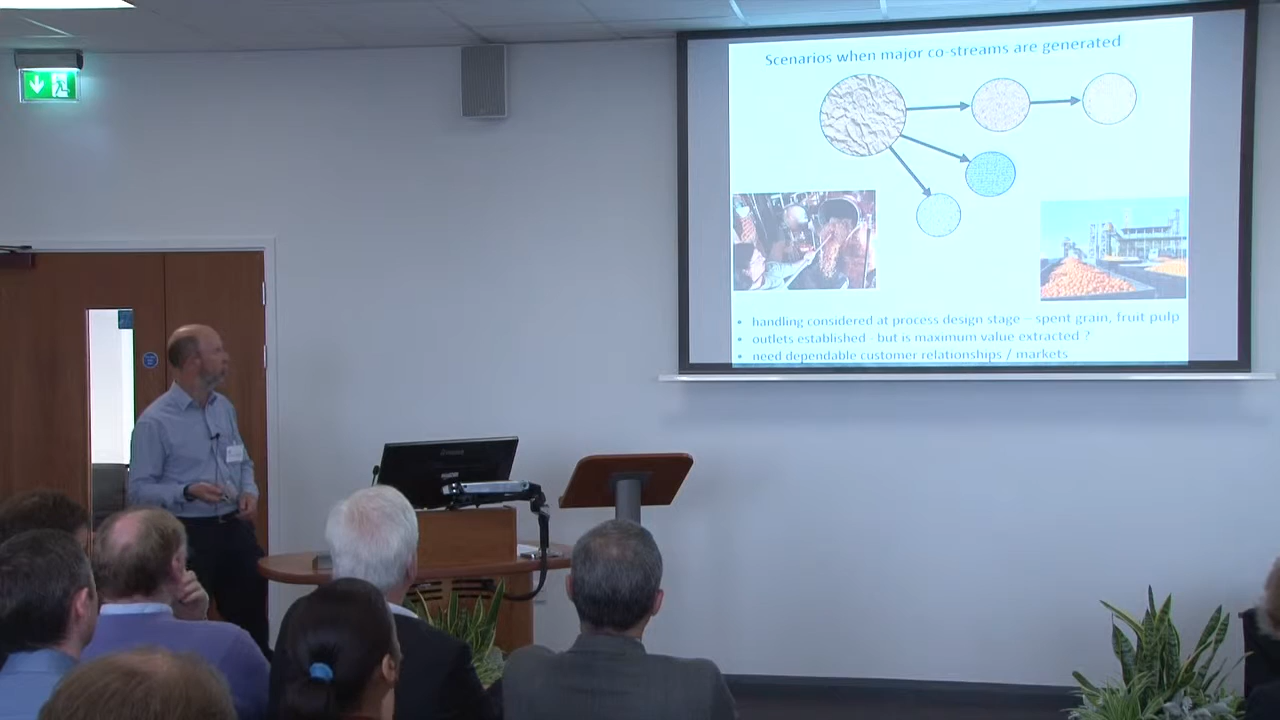 Scenarios when major co-streams are generated
• handling considered at process design stage – spent grain, fruit pulp
• outlets established - but is maximum value extracted ?
• need dependable customer relationships / markets